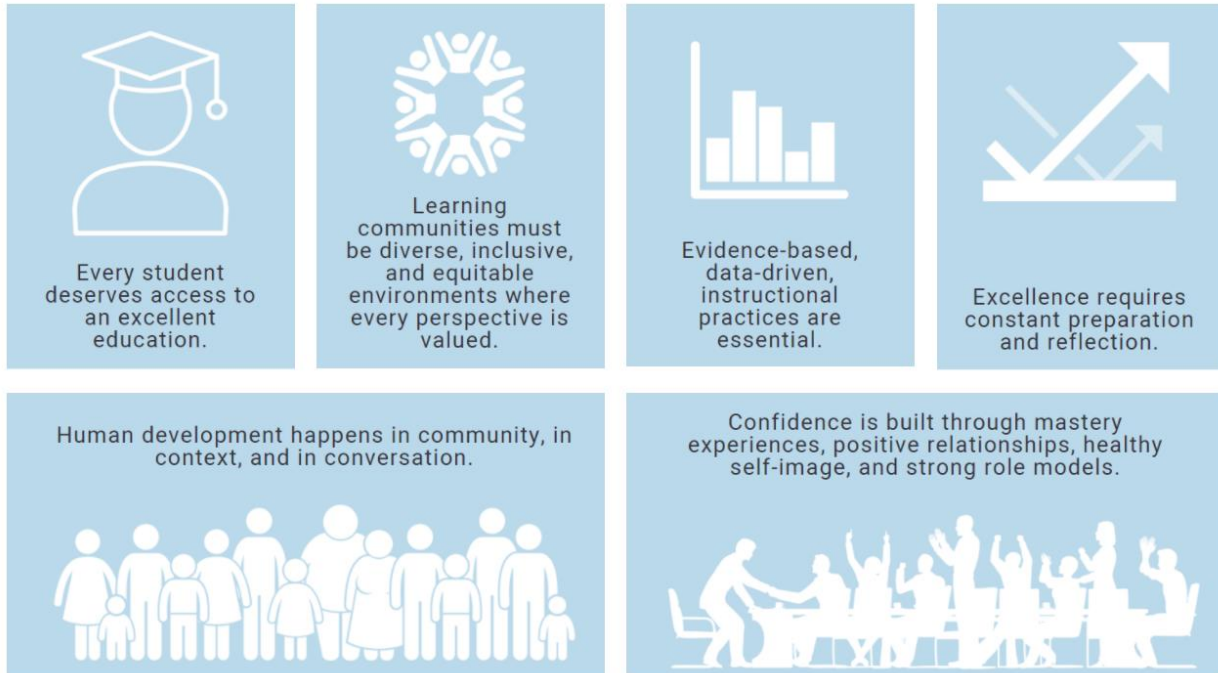 Every student
deserves access to
an excellent
education.
Learning
communities must
be diverse, inclusive,
and equitable
environments where
every perspective is
valued.
Evidence-based,
data-driven,
instructional
practices are
essential.
Excellence requires
constant preparation
and reflection.
Human development happens in community, in
context, and in conversation.
Confidence is built through mastery
experiences, positive relationships, healthy
self-image, and strong role models.